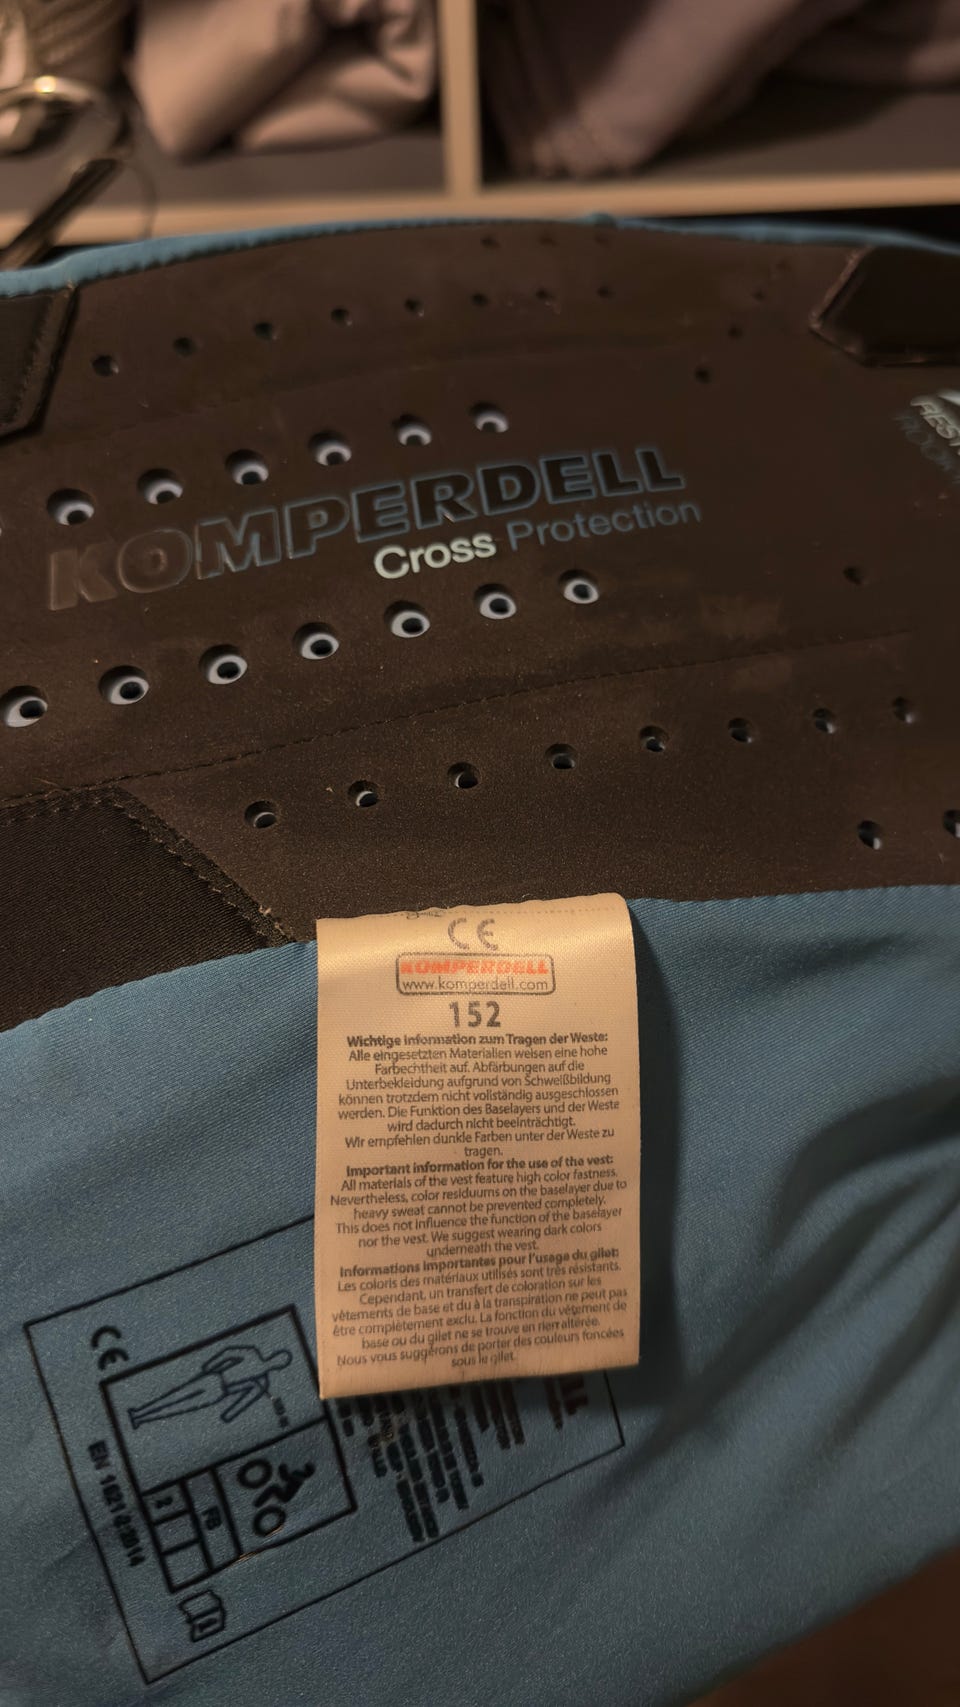 KOMPERDELL
Cross Protection
CE
KOMPERDELL
www.komperdell.com
152
Wichtige information zum Tragen der Weste:
Alle eingesetzten Materialien weisen eine hohe
Farbechtheit auf. Abfärbungen auf die
Unterbekleidung aufgrund von Schweißbildung
können trotzdem nicht vollständig ausgeschlossen
werden. Die Funktion des Baselayers und der Weste
wird dadurch nicht beeinträchtigt.
Wir empfehlen dunkle Farben unter der Weste zu
tragen.
Important information for the use of the vest:
All materials of the vest feature high color fastness.
Nevertheless, color residuums on the baselayer due to
heavy sweat cannot be prevented completely.
This does not influence the function of the baselayer
nor the vest. We suggest wearing dark colors
underneath the vest.
Informations importantes pour l'usage du gilet:
Les coloris des matériaux utilisés sont très résistants.
Cependant, un transfert de coloration sur les
vêtements de base et du à la transpiration ne peut pas
être complètement exclu. La fonction du vêtement de
base ou du gilet ne se trouve en rien altérée.
Nous vous suggérons de porter des couleurs foncées
sous le gilet.
CE
EN 1621-2:2014
2
FB